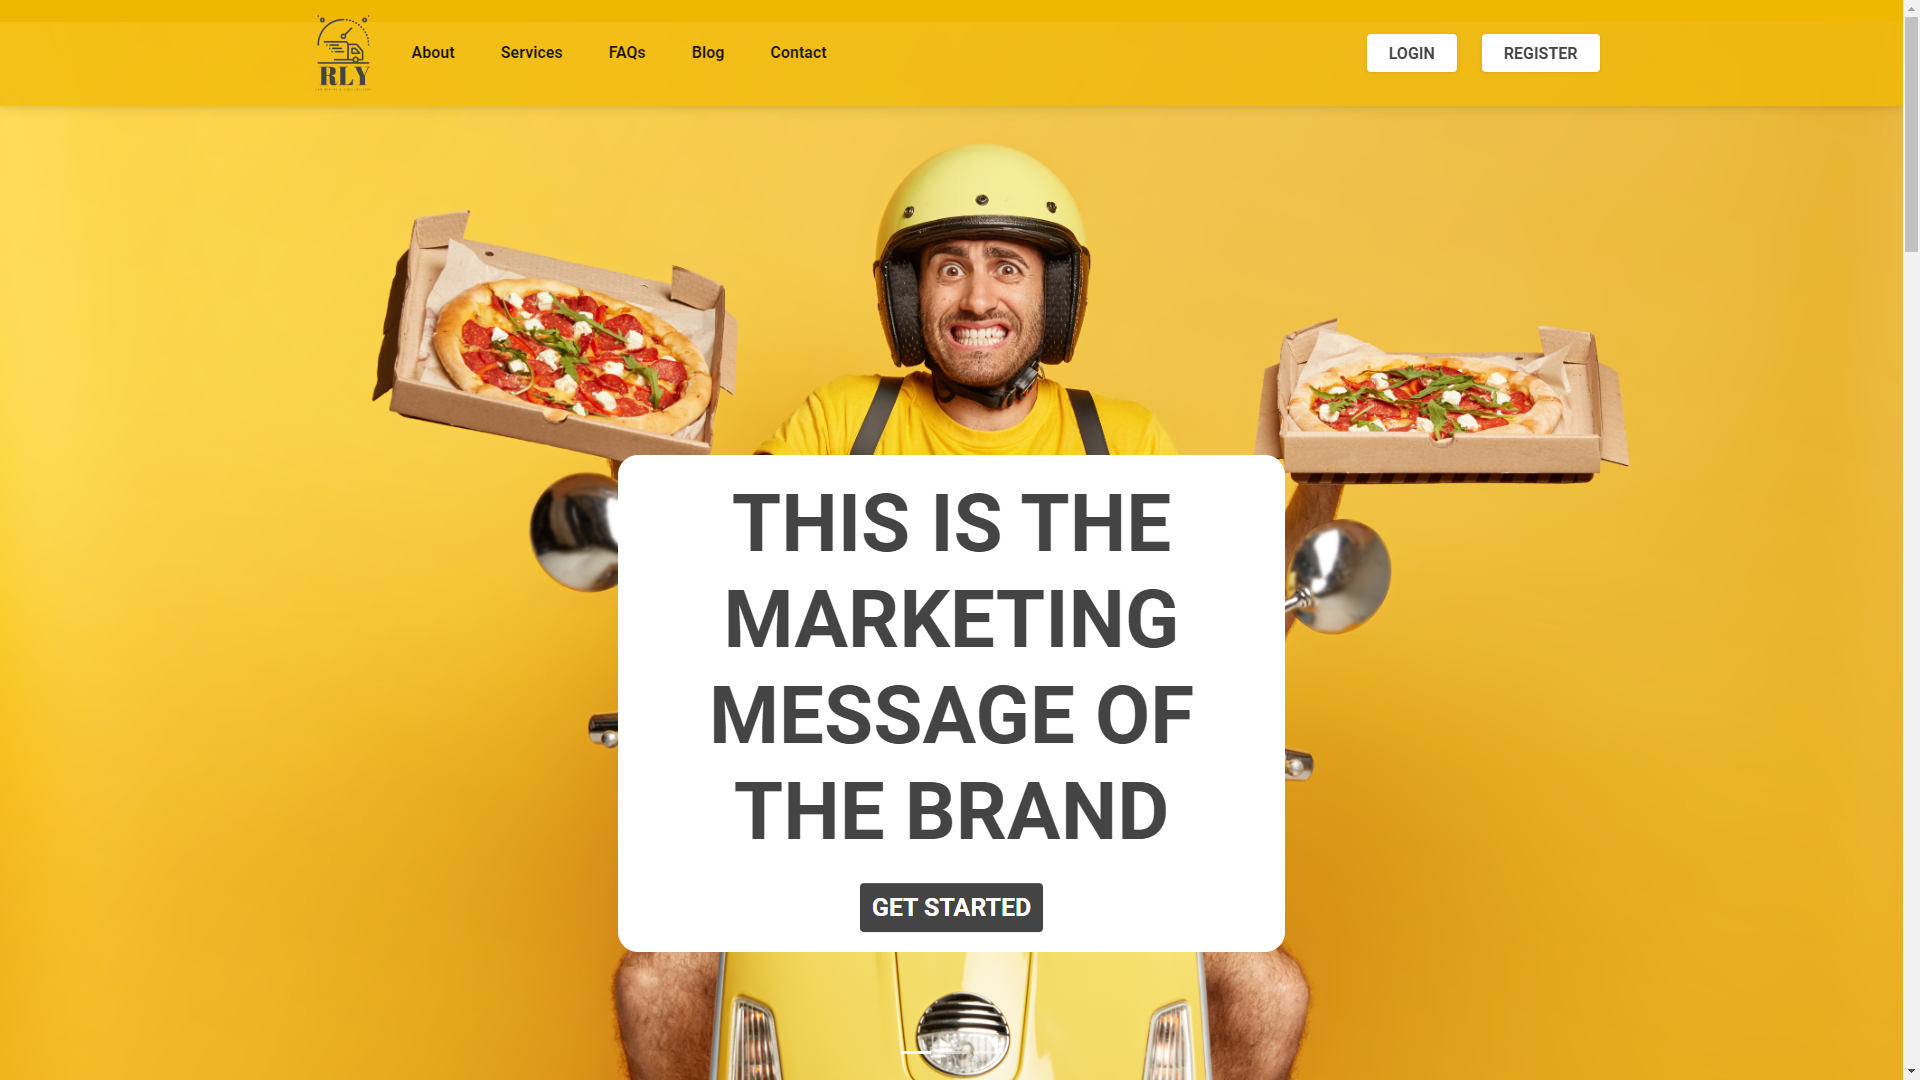 RLY
About
Services
FAQs
Blog
Contact
LOGIN
REGISTER
THIS IS THE
MARKETING
MESSAGE OF
THE BRAND
GET STARTED